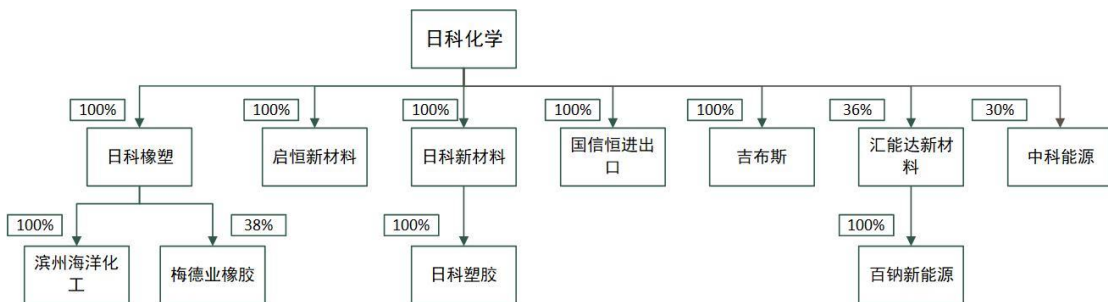 日科化学
100%
100%
100%
100%
100%
36%
30%
日科橡塑
启恒新材料
日科新材料
国信恒进出
口
吉布斯
汇能达新材
料
中科能源
100%
38%
100%
100%
滨州海洋化
工
梅德业橡胶
日科塑胶
百钠新能源